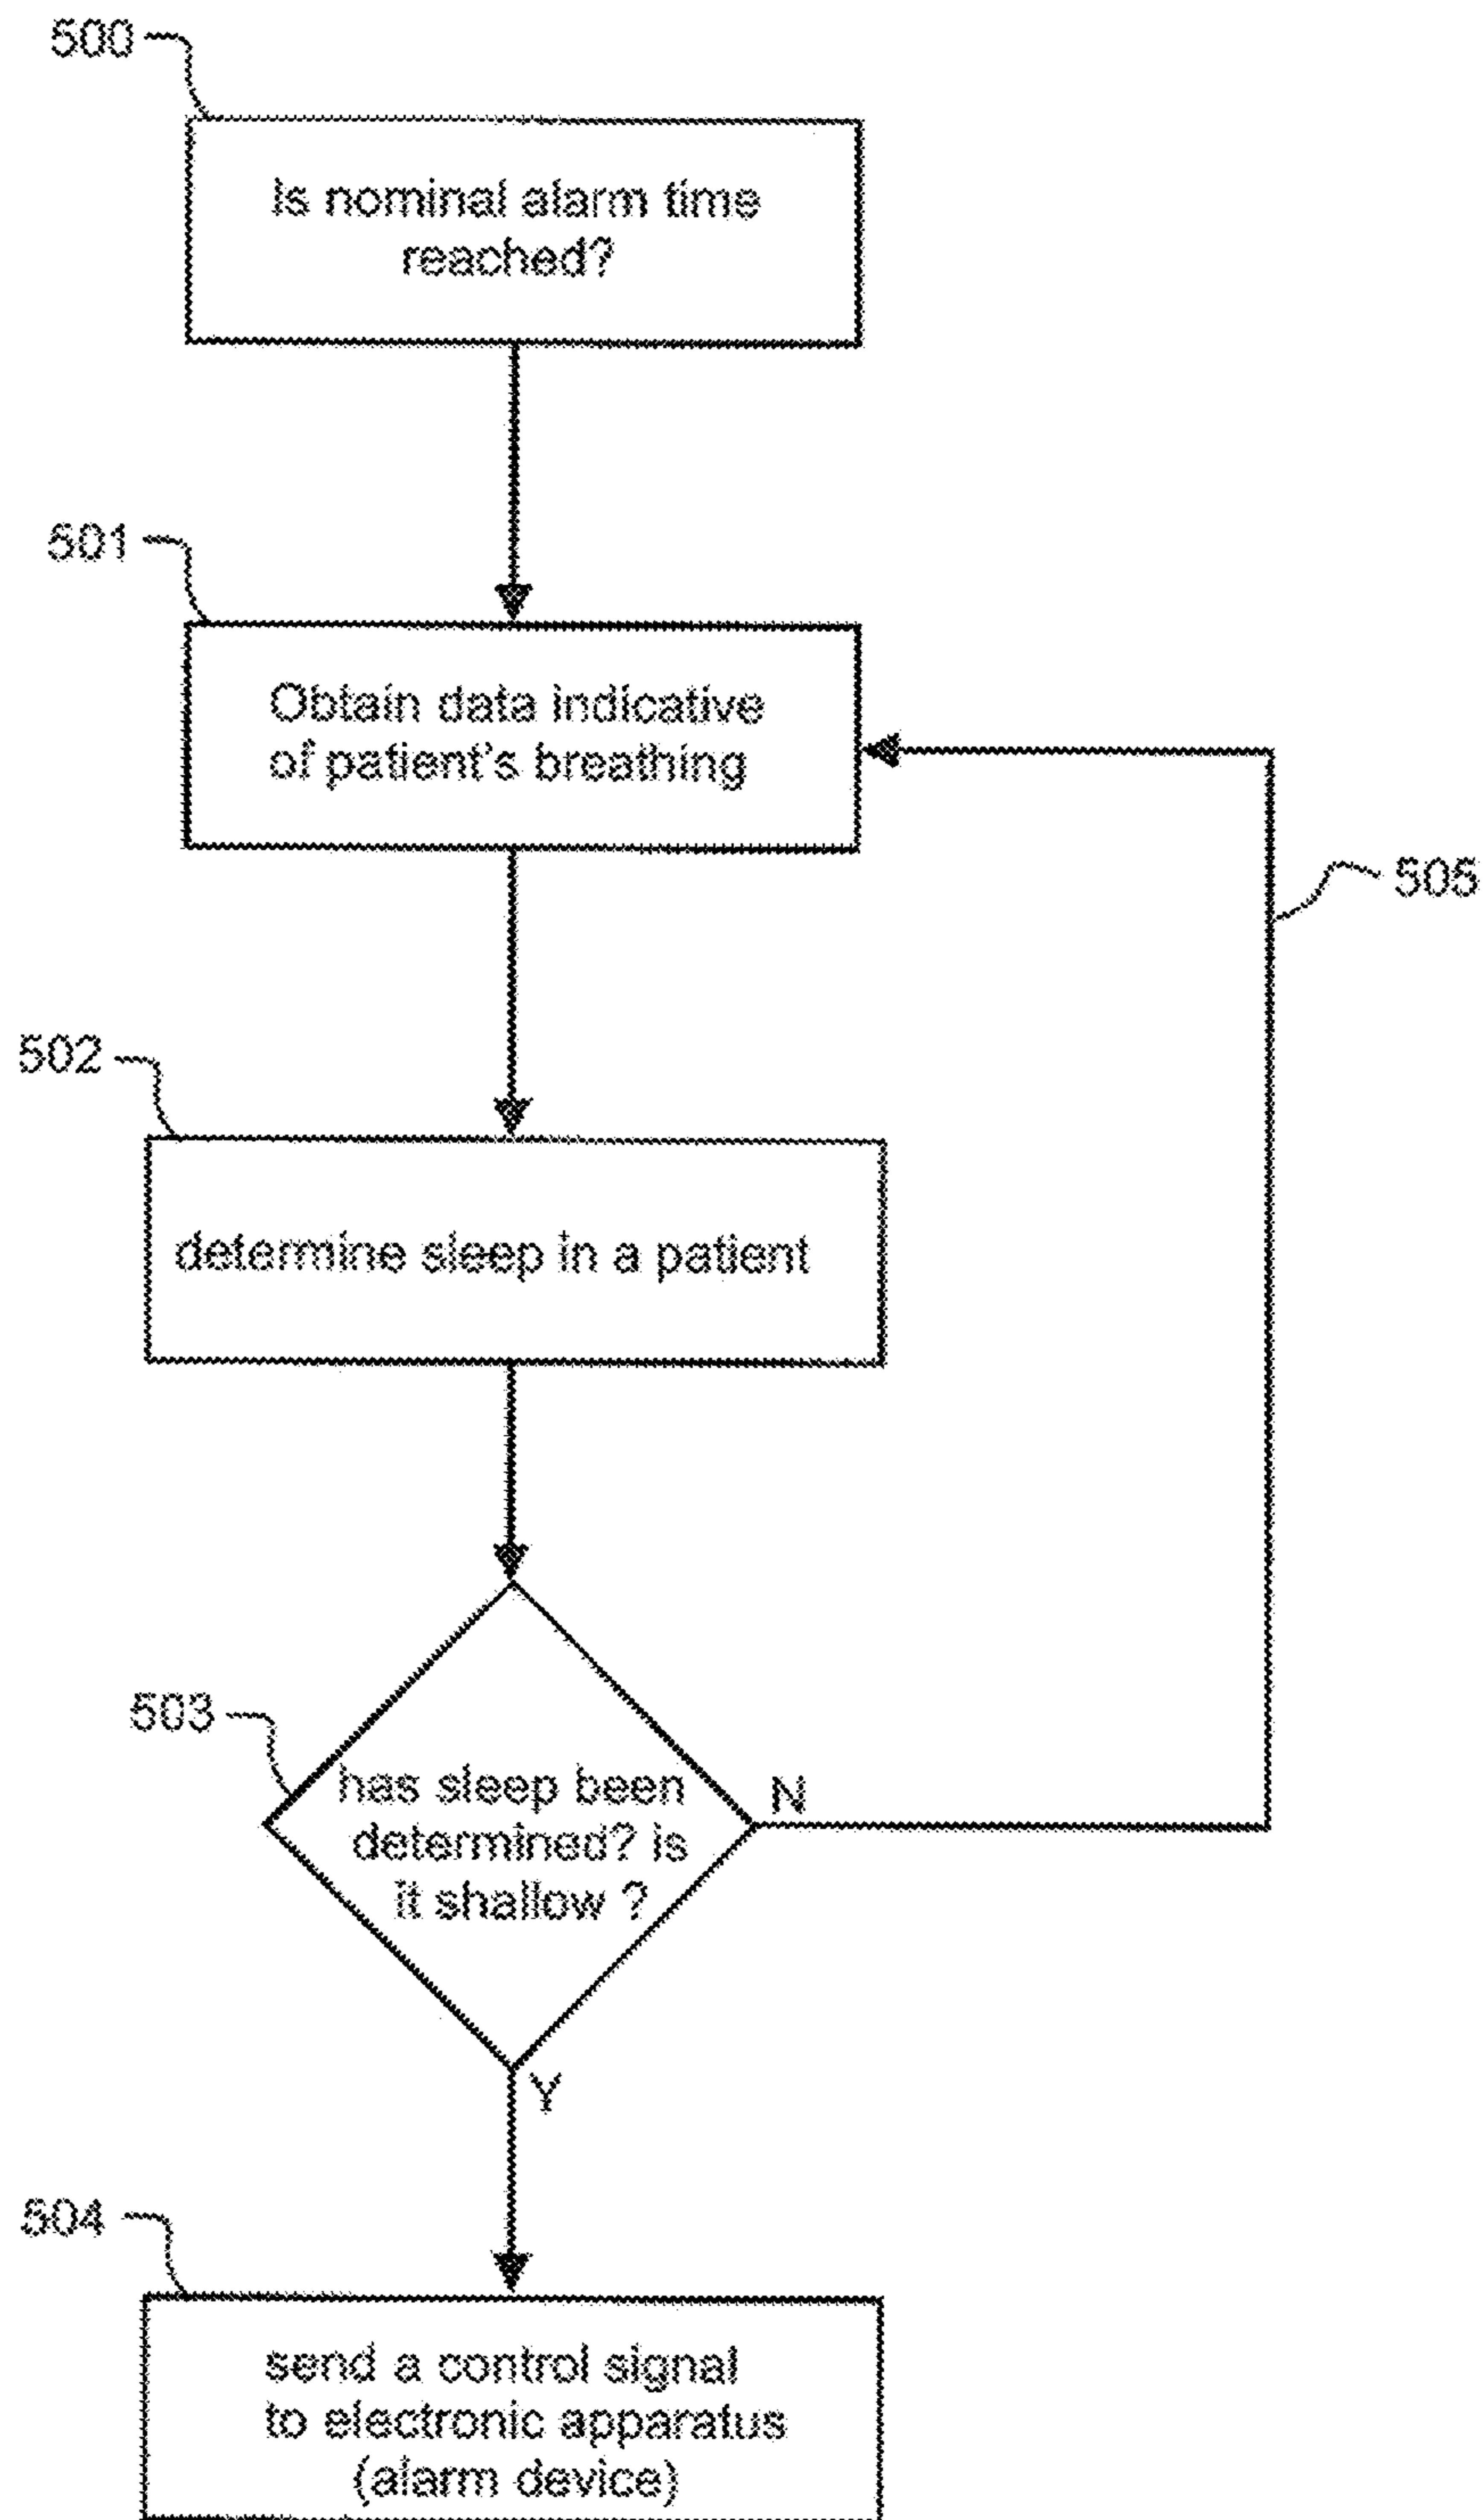 500
Is nominal alarm time
reached?
501
Obtain data indicative
of patient's breathing
505
502
determine sleep in a patient
503
has sleep been
determined? is
it shallow ?
N
Y
504
send a control signal
to electronic apparatus
(alarm device)